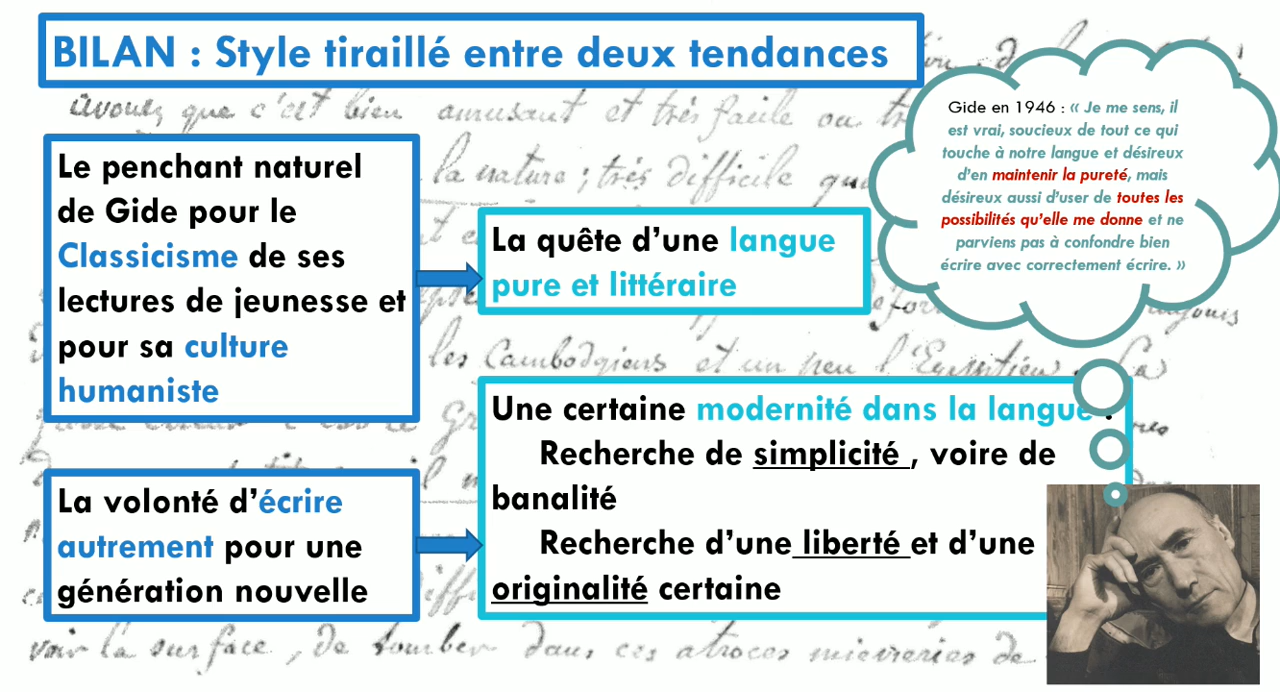 BILAN : Style tiraillé entre deux tendances
Le penchant naturel
de Gide pour le
Classicisme de ses
lectures de jeunesse et
pour sa culture
humaniste
La quête d’une langue
pure et littéraire
Gide en 1946 : « Je me sens, il
est vrai, soucieux de tout ce qui
touche à notre langue et désireux
d’en maintenir la pureté, mais
désireux aussi d’user de toutes les
possibilités qu’elle me donne et ne
parviens pas à confondre bien
écrire avec correctement écrire. »
La volonté d’écrire
autrement pour une
génération nouvelle
Une certaine modernité dans la langue :
Recherche de simplicité , voire de
banalité
Recherche d’une liberté et d’une
originalité certaine
avouez que c'est bien amusant et très facile ou
la nature ; très difficile
les Cambodgiens et un peu l'Egyptien. La
voir la surface, de tomber dans ces atroces mièvreries de